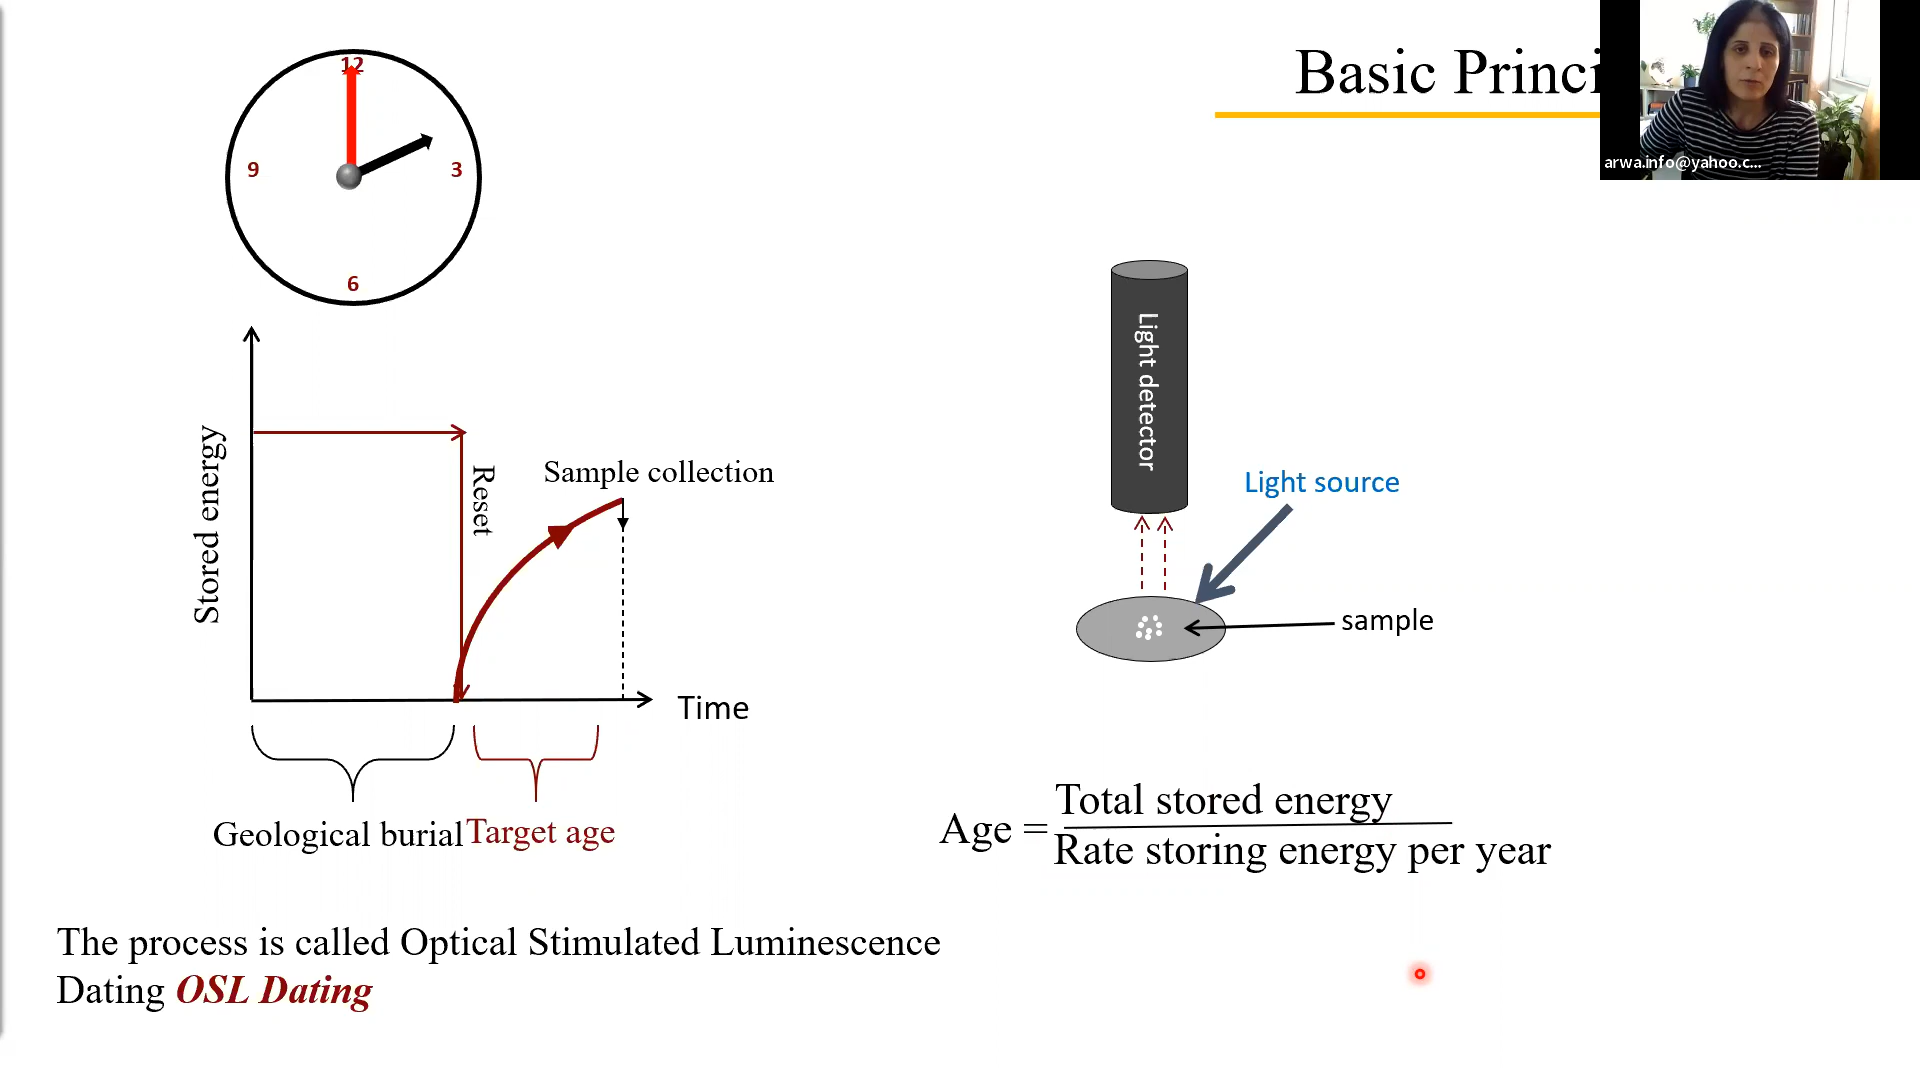 12
9
3
6
Basic Princi
arwa.info@yahoo.c...
Stored energy
Reset
Sample collection
Time
Geological burial
Target age
Light detector
Light source
sample
Age =
Total stored energy
Rate storing energy per year
The process is called Optical Stimulated Luminescence
Dating OSL Dating